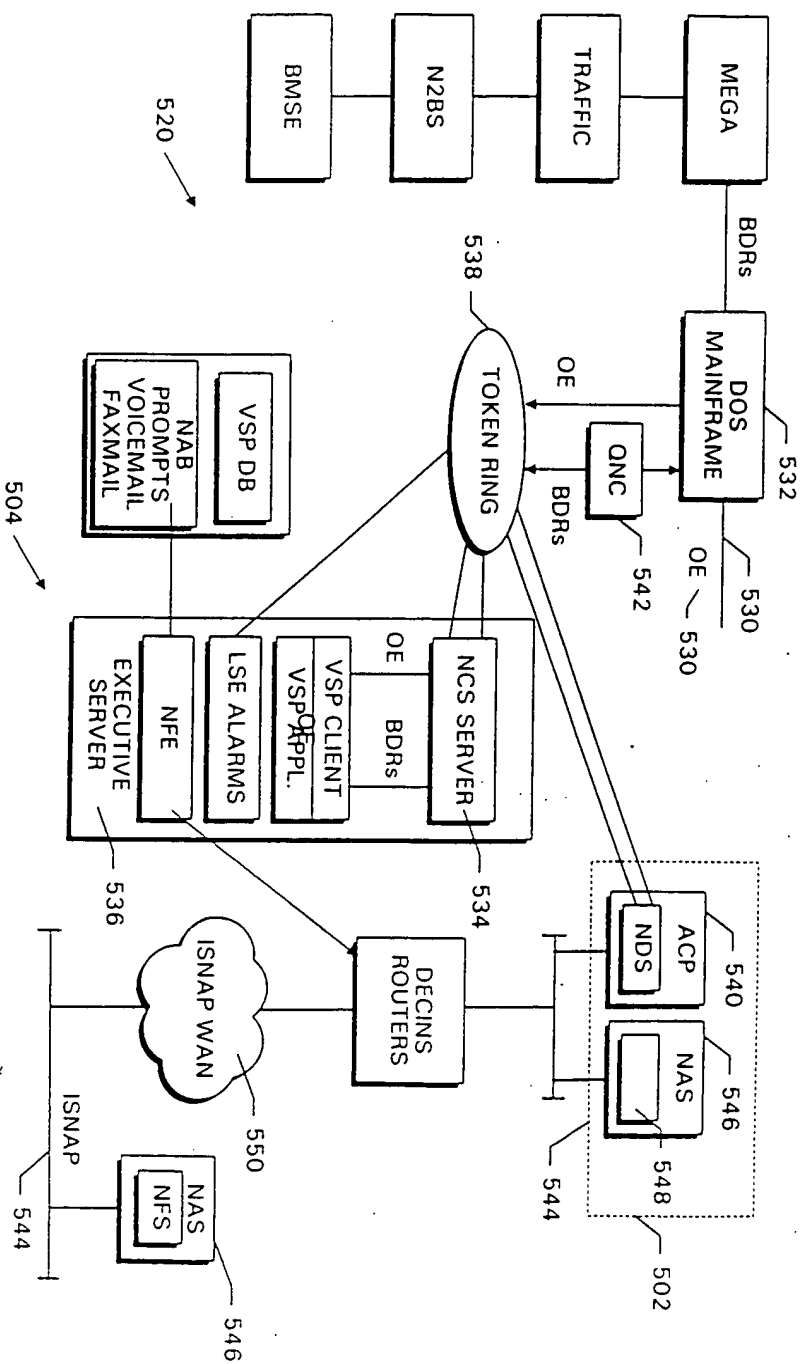 MEGA
BDRs
DOS
MAINFRAME
532
530
OE
530
TRAFFIC
N2BS
BMSE
520
OE
QNC
542
BDRs
538
TOKEN RING
ACP
NDS
540
NAS
546
548
544
502
NCS SERVER
534
OE
BDRs
VSP CLIENT
OE
VSP APPL.
LSE ALARMS
NFE
EXECUTIVE
SERVER
536
VSP DB
NAB
PROMPTS
VOICEMAIL
FAXMAIL
504
DECINS
ROUTERS
ISNAP WAN
550
ISNAP
544
NAS
NFS
546